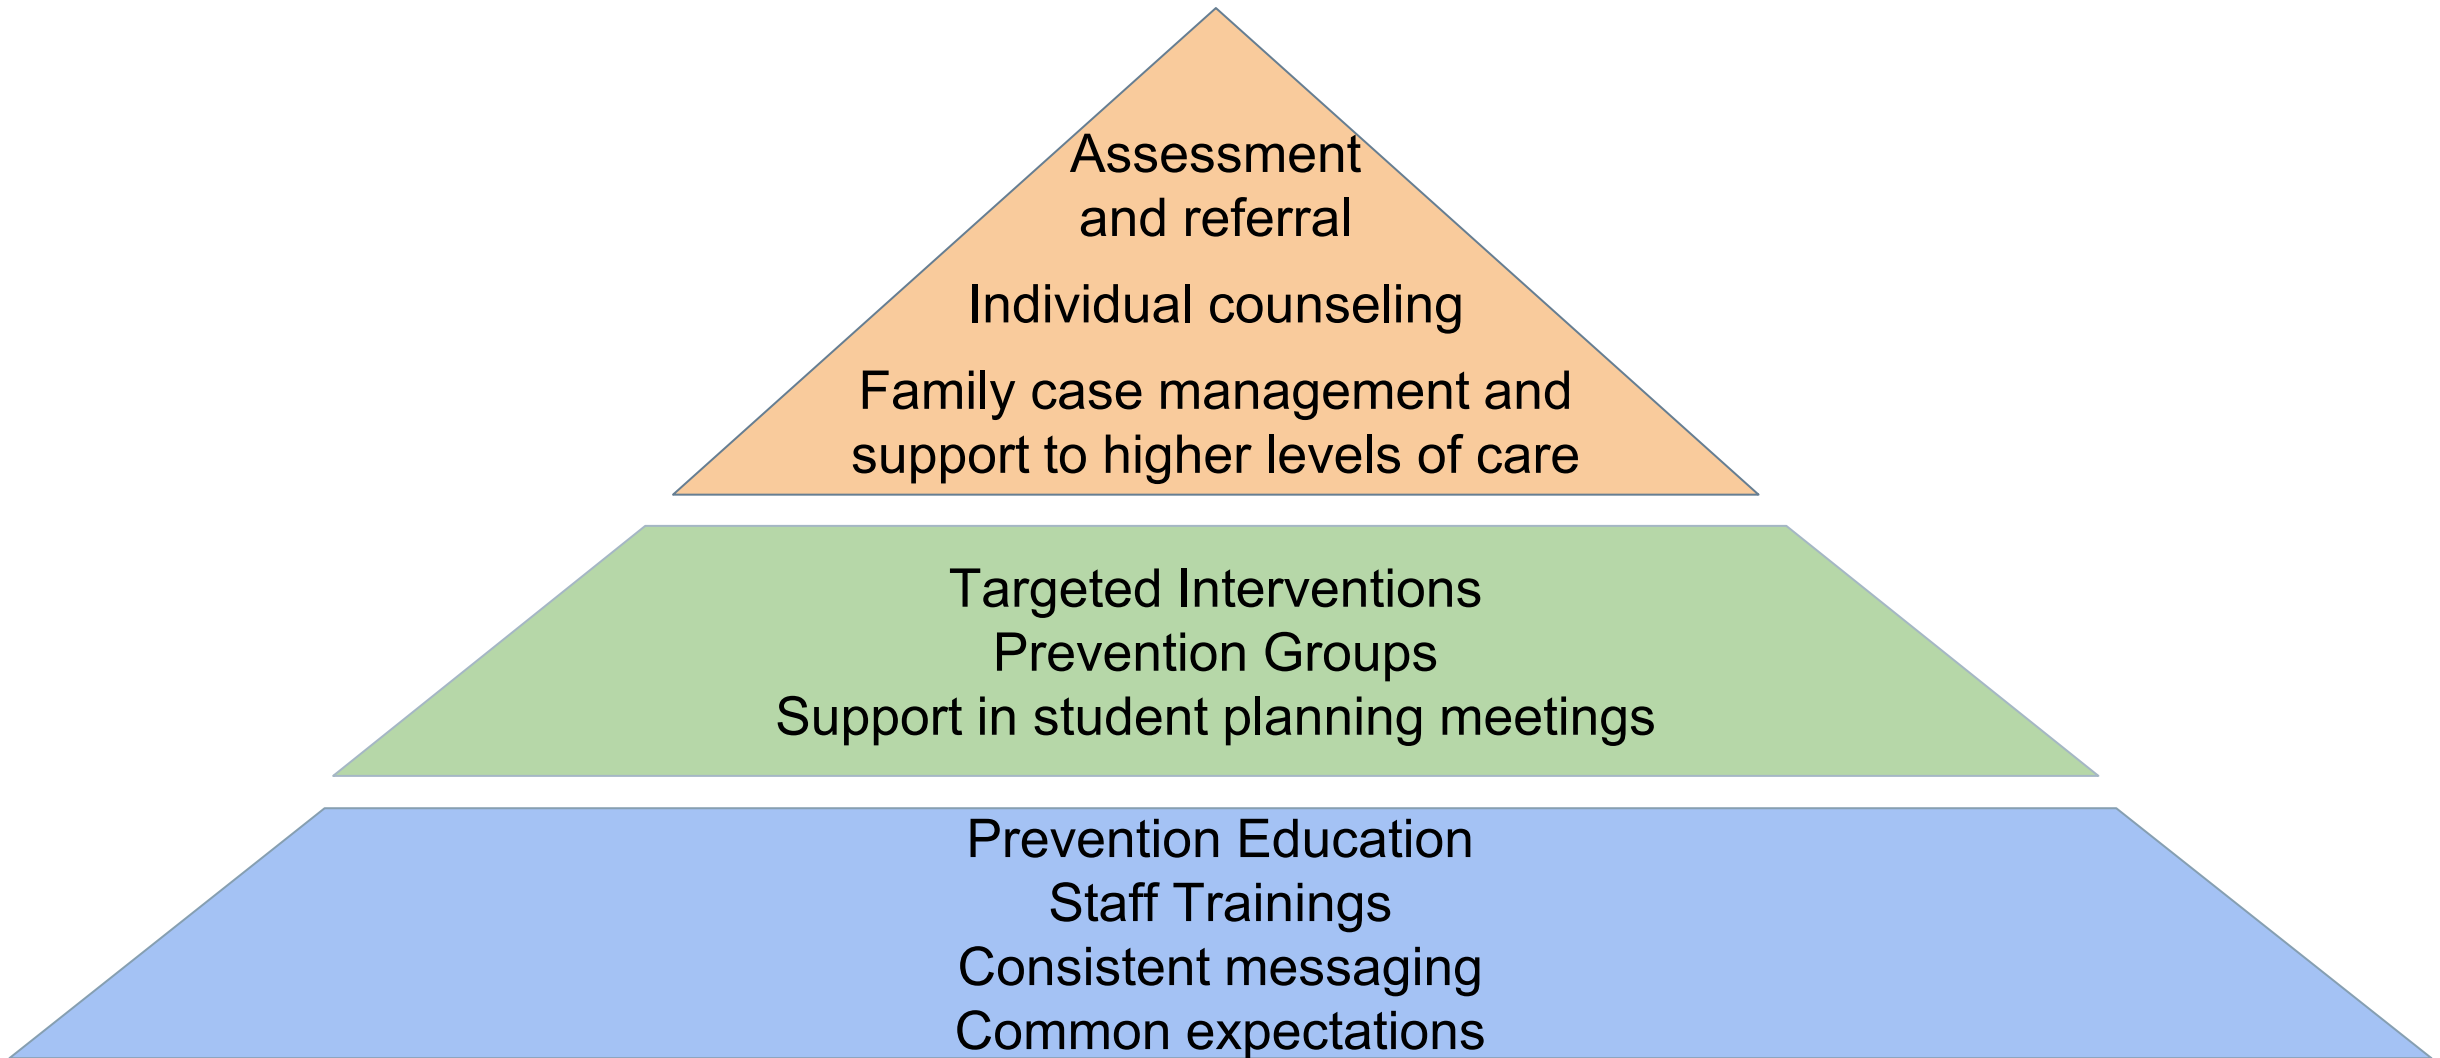 Assessment
and referral
Individual counseling
Family case management and
support to higher levels of care
Targeted Interventions
Prevention Groups
Support in student planning meetings
Prevention Education
Staff Trainings
Consistent messaging
Common expectations